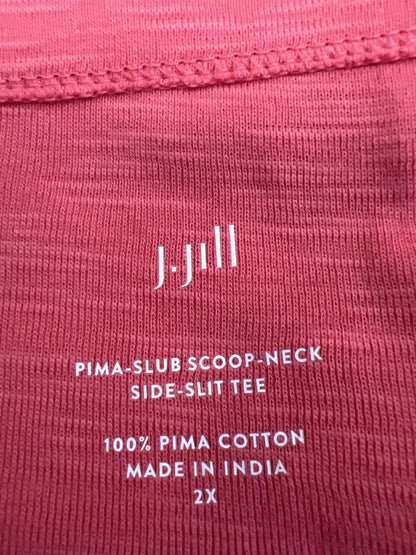 J.Jill
PIMA-SLUB SCOOP-NECK
SIDE-SLIT TEE
100% PIMA COTTON
MADE IN INDIA
2X